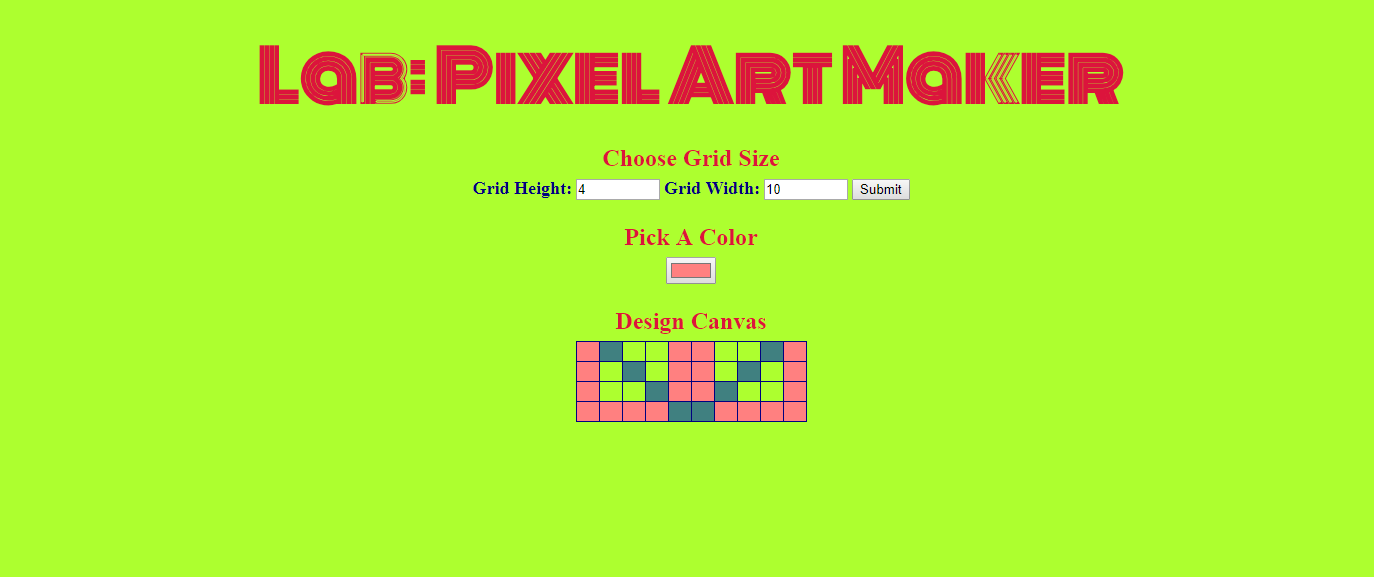 Lab: Pixel Art Maker
Choose Grid Size
Grid Height: 4 Grid Width: 10 Submit
Pick A Color
Design Canvas